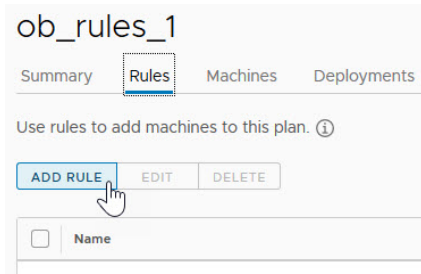 ob_rules_1
Summary Rules Machines Deployments
Use rules to add machines to this plan.
ADD RULE EDIT DELETE
Name